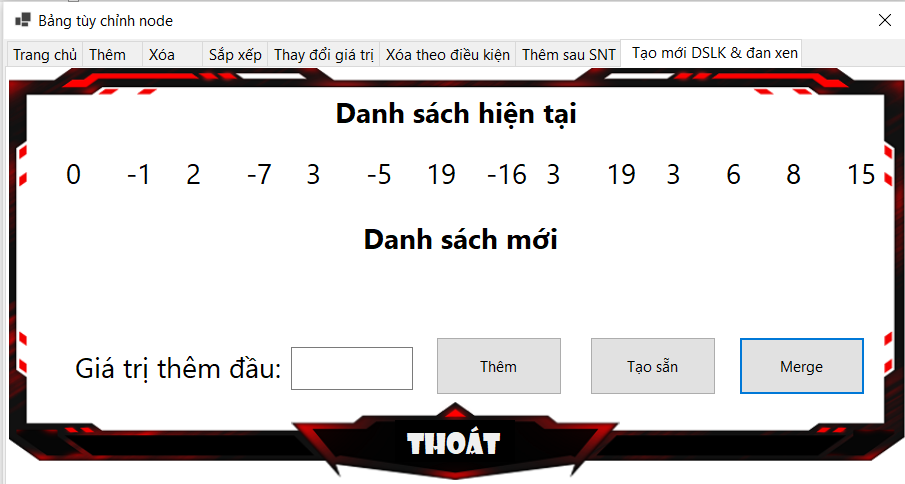 Bảng tùy chỉnh node
Trang chủ Thêm Xóa Sắp xếp Thay đổi giá trị Xóa theo điều kiện Thêm sau SNT Tạo mới DSLK & đan xen
Danh sách hiện tại
0 -1 2 -7 3 -5 19 -16 3 19 3 6 8 15
Danh sách mới
Giá trị thêm đầu: Thêm Tạo sẵn Merge
THOÁT